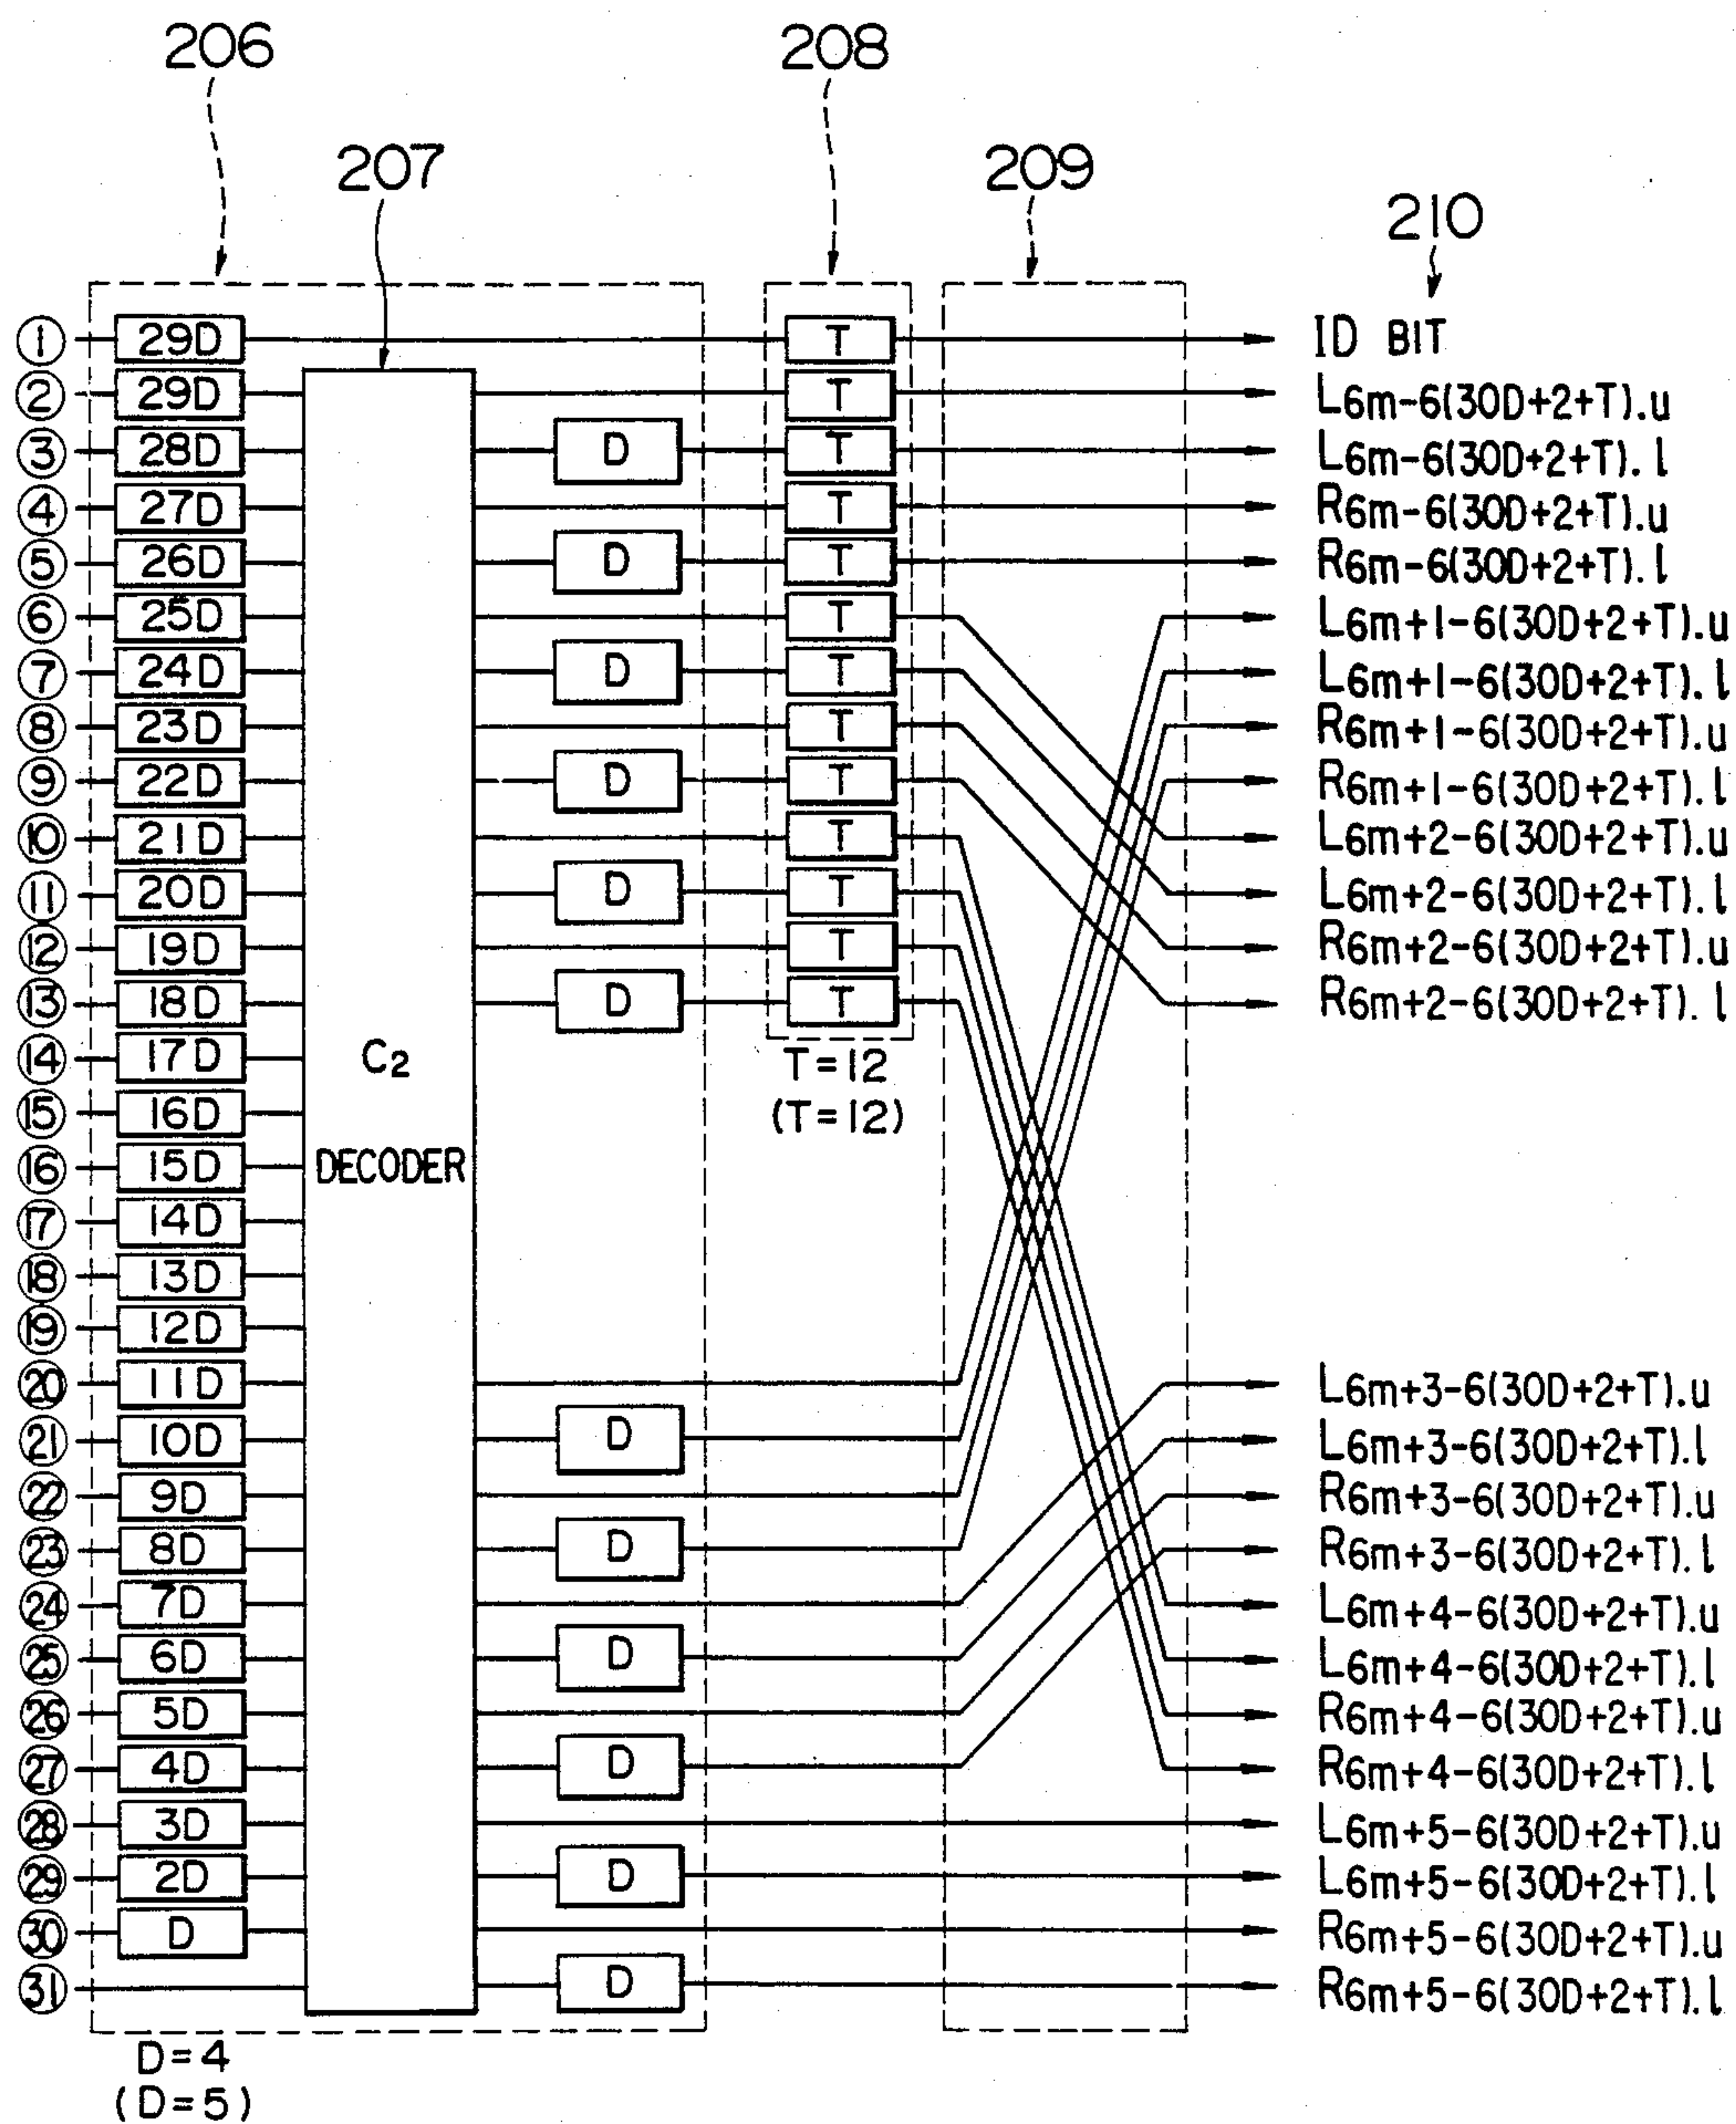 206
208
207
209
210
① 29D T ID BIT
② 29D T L6m-6(30D+2+T).u
③ 28D D T L6m-6(30D+2+T).l
④ 27D T R6m-6(30D+2+T).u
⑤ 26D D T R6m-6(30D+2+T).l
⑥ 25D T L6m+1-6(30D+2+T).u
⑦ 24D D T L6m+1-6(30D+2+T).l
⑧ 23D T R6m+1-6(30D+2+T).u
⑨ 22D D T R6m+1-6(30D+2+T).l
⑩ 21D T L6m+2-6(30D+2+T).u
⑪ 20D D T L6m+2-6(30D+2+T).l
⑫ 19D T R6m+2-6(30D+2+T).u
⑬ 18D D T R6m+2-6(30D+2+T).l
⑭ 17D C2 T=12
⑮ 16D (T=12)
⑯ 15D DECODER
⑰ 14D
⑱ 13D
⑲ 12D
⑳ 11D L6m+3-6(30D+2+T).u
㉑ 10D D L6m+3-6(30D+2+T).l
㉒ 9D R6m+3-6(30D+2+T).u
㉓ 8D D R6m+3-6(30D+2+T).l
㉔ 7D L6m+4-6(30D+2+T).u
㉕ 6D D L6m+4-6(30D+2+T).l
㉖ 5D R6m+4-6(30D+2+T).u
㉗ 4D D R6m+4-6(30D+2+T).l
㉘ 3D L6m+5-6(30D+2+T).u
㉙ 2D D L6m+5-6(30D+2+T).l
㉚ D R6m+5-6(30D+2+T).u
㉛ D R6m+5-6(30D+2+T).l
D=4
(D=5)